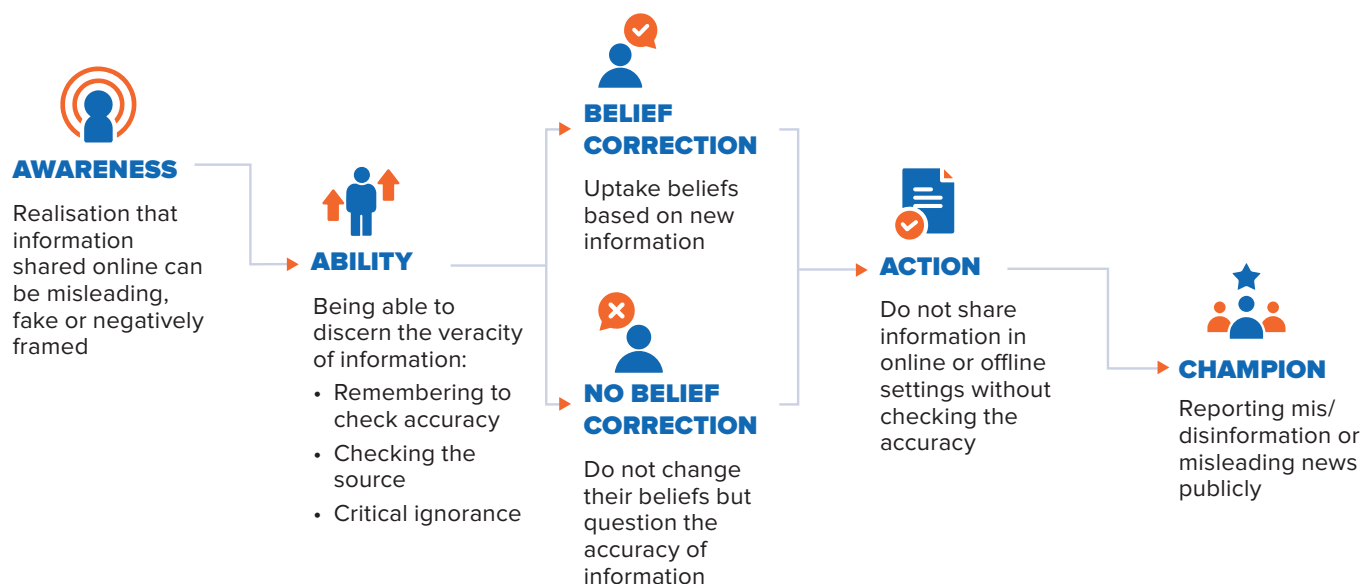 AWARENESS
Realisation that
information
shared online can
be misleading,
fake or negatively
framed
ABILITY
Being able to
discern the veracity
of information:
• Remembering to
check accuracy
• Checking the
source
• Critical ignorance
BELIEF
CORRECTION
Uptake beliefs
based on new
information
NO BELIEF
CORRECTION
Do not change
their beliefs but
question the
accuracy of
information
ACTION
Do not share
information in
online or offline
settings without
checking the
accuracy
CHAMPION
Reporting mis/
disinformation or
misleading news
publicly